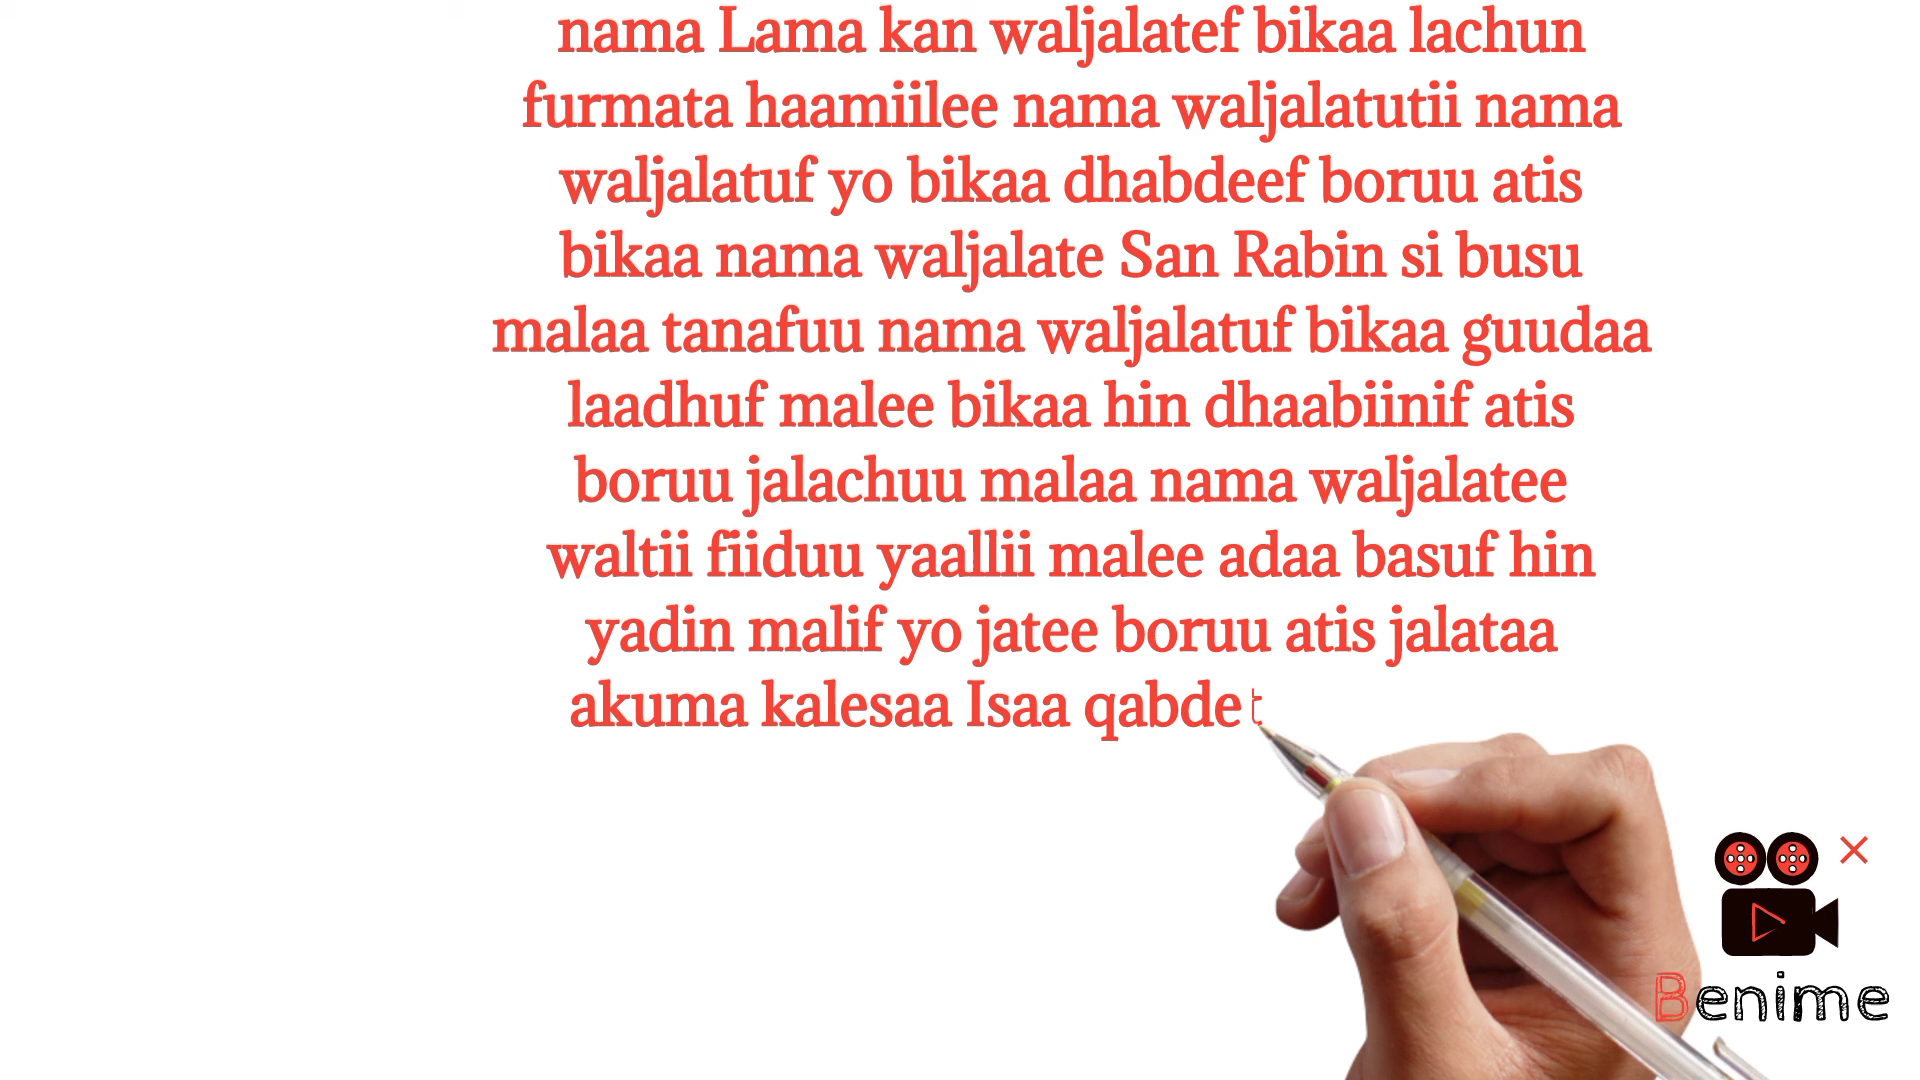 nama Lama kan waljalatef bikaa lachun
furmata haamiilee nama waljalatutii nama
waljalatuf yo bikaa dhabdeef boruu atis
bikaa nama waljalate San Rabin si busu
malaa tanafuu nama waljalatuf bikaa guudaa
laadhuf malee bikaa hin dhaabiinif atis
boruu jalachuu malaa nama waljalatee
waltii fiiduu yaallii malee adaa basuf hin
yadin malif yo jatee boruu atis jalataa
akuma kalesaa Isaa qabdet
Benime